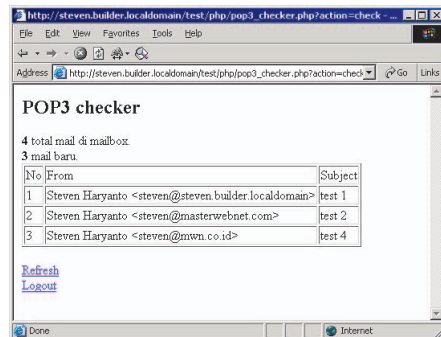 http://steven.builder.localdomain/test/php/pop3_checker.php?action=check - ...
File Edit View Favorites Tools Help
Address http://steven.builder.localdomain/test/php/pop3_checker.php?action=check Go Links
POP3 checker
4 total mail di mailbox.
3 mail baru.
No From Subject
1 Steven Haryanto <steven@steven.builder.localdomain> test 1
2 Steven Haryanto <steven@masterwebnet.com> test 2
3 Steven Haryanto <steven@mwn.co.id> test 4
Refresh
Logout
Done Internet